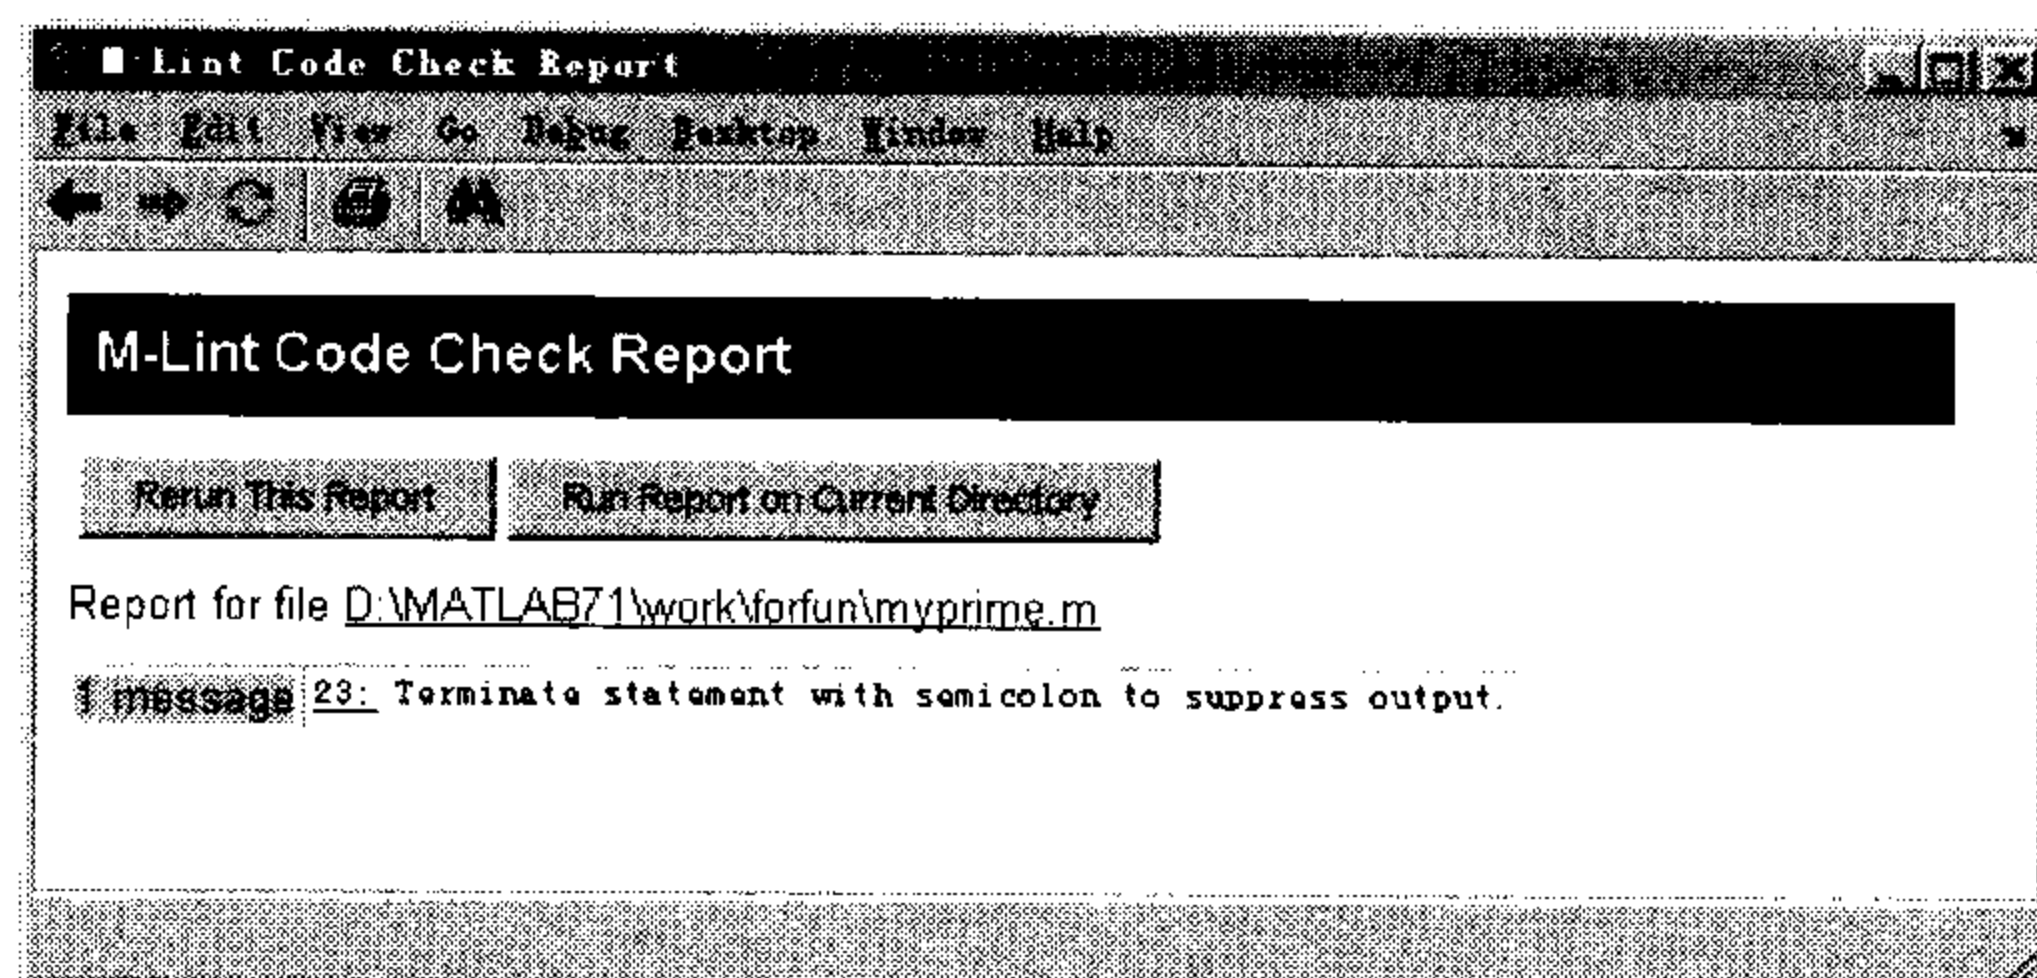 Lint Code Check Report
File Edit View Go Debug Desktop Window Help
M-Lint Code Check Report
Rerun This Report Run Report on Current Directory
Report for file D:\MATLAB71\work\forfun\myprime.m
1 message 23: Terminate statement with semicolon to suppress output.